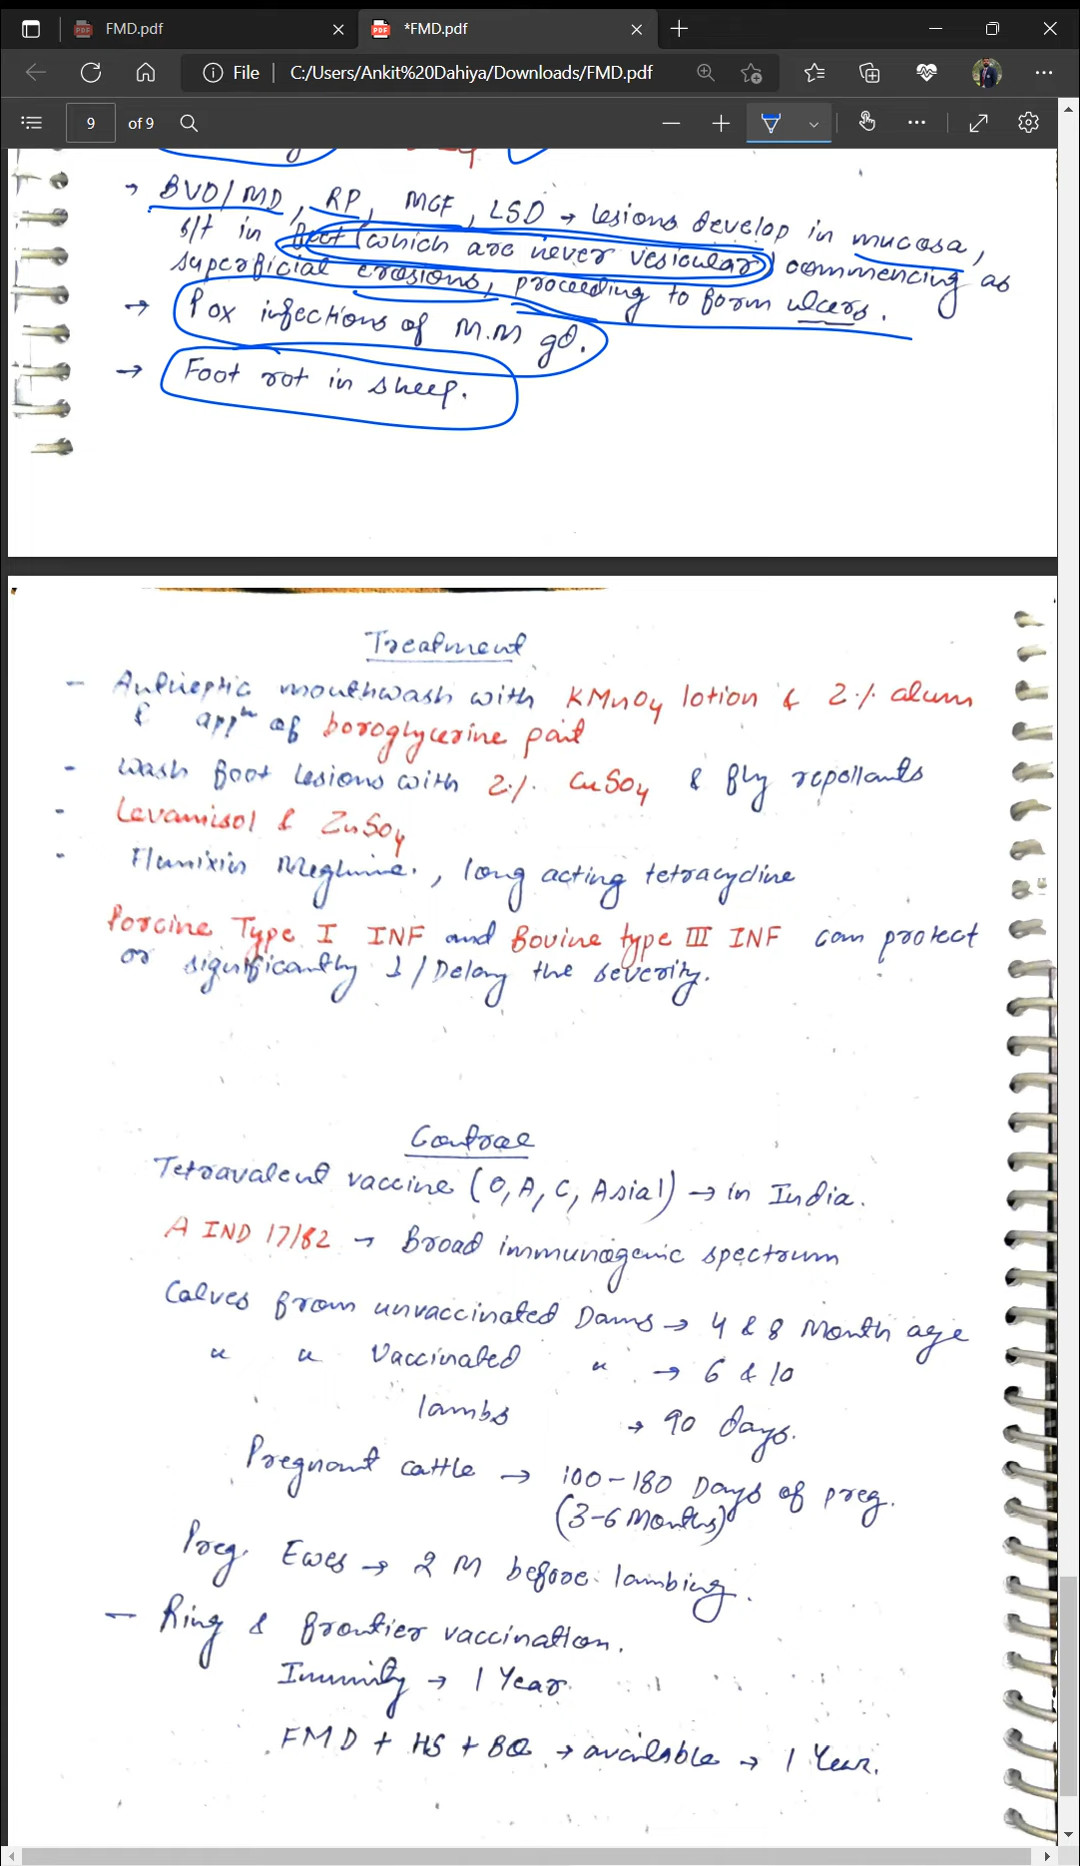 FMD.pdf
*FMD.pdf
File
C:/Users/Ankit%20Dahiya/Downloads/FMD.pdf
9 of 9
→ BVD/MD, RP, MCF, LSD → lesions develop in mucosa,
s/t in feet (which are never vesicular) commencing as
superficial erosions, proceeding to form ulcers.
→ Pox infections of M.M gd.
→ Foot rot in sheep.
Treatment
- Antiseptic mouthwash with KMnO4 lotion & 2% alum
& appn of boroglycerine paint
- Wash foot lesions with 2% CuSO4 & fly repellants
- Levamisol & ZnSO4
- Flunixin Meglumine, long acting tetracycline
Porcine Type I INF and Bovine type III INF can protect
or significantly ↓/Delay the severity.
Control
Tetravalent vaccine (O, A, C, Asia1) → in India.
A IND 17/82 → Broad immunogenic spectrum
Calves from unvaccinated Dams → 4 & 8 Month age
" " Vaccinated " → 6 & 10
lambs → 90 days.
Pregnant cattle → 100-180 Days of preg.
(3-6 Months)
Preg. Ewes → 2 M before lambing.
- Ring & frontier vaccination.
Immunity → 1 Year.
FMD + HS + BQ → available → 1 Year.